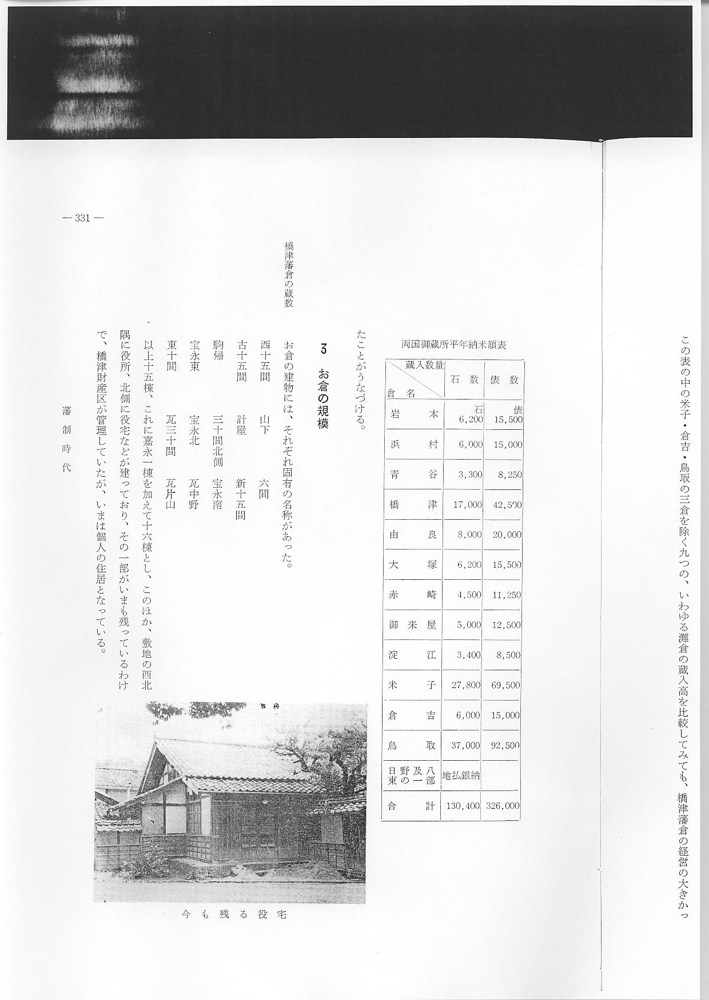 この表の中の米子・倉吉・鳥取の三倉を除く九つの、いわゆる灘倉の蔵入高を比較してみても、橋津藩倉の経営の大きかっ
両国御蔵所平年納米額表
蔵入数量
倉名 石数 俵数
岩本 石6,200 俵15,500
浜村 6,000 15,000
青谷 3,300 8,250
橋津 17,000 42,500
由良 8,000 20,000
大塚 6,200 15,500
赤崎 4,500 11,250
御来屋 5,000 12,500
淀江 3,400 8,500
米子 27,800 69,500
倉吉 6,000 15,000
鳥取 37,000 92,500
日野及八
東の一部 地払銀納
合計 130,400 326,000
たことがうなづける。
3 お倉の規模
橋津藩倉の蔵数
お倉の建物には、それぞれ固有の名称があった。
西十五間 山下 六間
古十五間 計屋 新十五間
駒帰 三十間北側 宝永南
宝永東 宝永北 瓦中野
東十間 瓦三十間 瓦片山
以上十五棟、これに嘉永一棟を加えて十六棟とし、このほか、敷地の西北
隅に役所、北側に役宅などが建っており、その一部がいまも残っているわけ
で、橋津財産区が管理していたが、いまは個人の住居となっている。
今も残る役宅
藩制時代
— 331 —